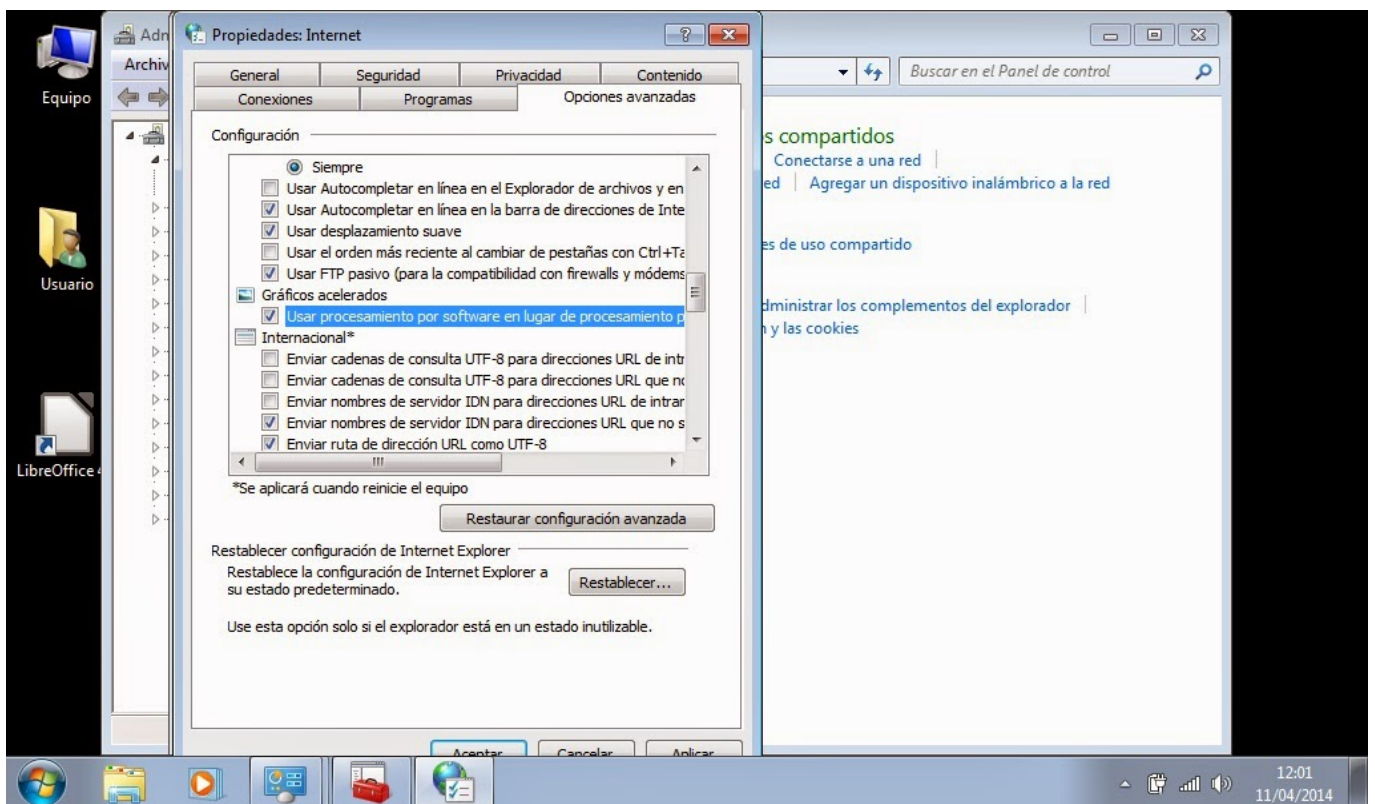 Equipo
Usuario
LibreOffice 4
Adn
Archiv
Propiedades: Internet
General
Seguridad
Privacidad
Contenido
Conexiones
Programas
Opciones avanzadas
Configuración
Siempre
Usar Autocompletar en línea en el Explorador de archivos y en
Usar Autocompletar en línea en la barra de direcciones de Inte
Usar desplazamiento suave
Usar el orden más reciente al cambiar de pestañas con Ctrl+Ta
Usar FTP pasivo (para la compatibilidad con firewalls y módems
Gráficos acelerados
Usar procesamiento por software en lugar de procesamiento p
Internacional*
Enviar cadenas de consulta UTF-8 para direcciones URL de intr
Enviar cadenas de consulta UTF-8 para direcciones URL que no
Enviar nombres de servidor IDN para direcciones URL de intrar
Enviar nombres de servidor IDN para direcciones URL que no s
Enviar ruta de dirección URL como UTF-8
*Se aplicará cuando reinicie el equipo
Restaurar configuración avanzada
Restablecer configuración de Internet Explorer
Restablece la configuración de Internet Explorer a
su estado predeterminado.
Restablecer...
Use esta opción solo si el explorador está en un estado inutilizable.
Aceptar
Cancelar
Aplicar
Buscar en el Panel de control
s compartidos
Conectarse a una red
ed
Agregar un dispositivo inalámbrico a la red
es de uso compartido
dministrar los complementos del explorador
n y las cookies
12:01
11/04/2014